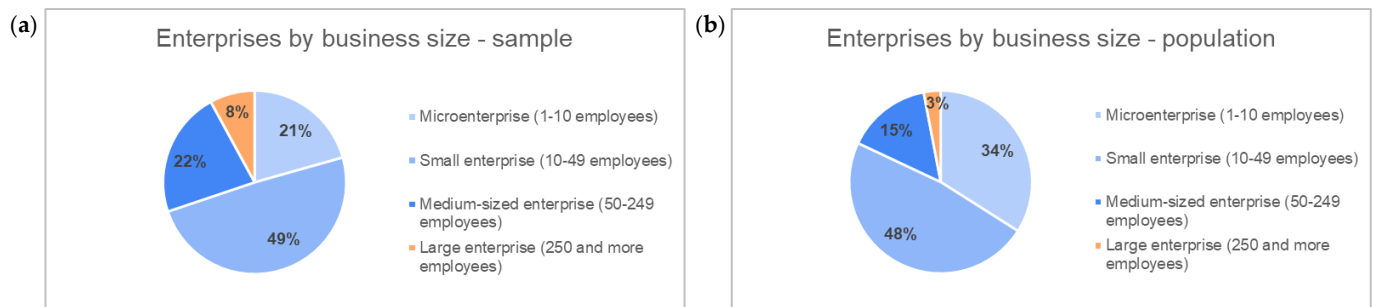 (a)
Enterprises by business size - sample
8%
21%
22%
49%
Microenterprise (1-10 employees)
Small enterprise (10-49 employees)
Medium-sized enterprise (50-249
employees)
Large enterprise (250 and more
employees)
(b)
Enterprises by business size - population
3%
15%
34%
48%
Microenterprise (1-10 employees)
Small enterprise (10-49 employees)
Medium-sized enterprise (50-249
employees)
Large enterprise (250 and more
employees)